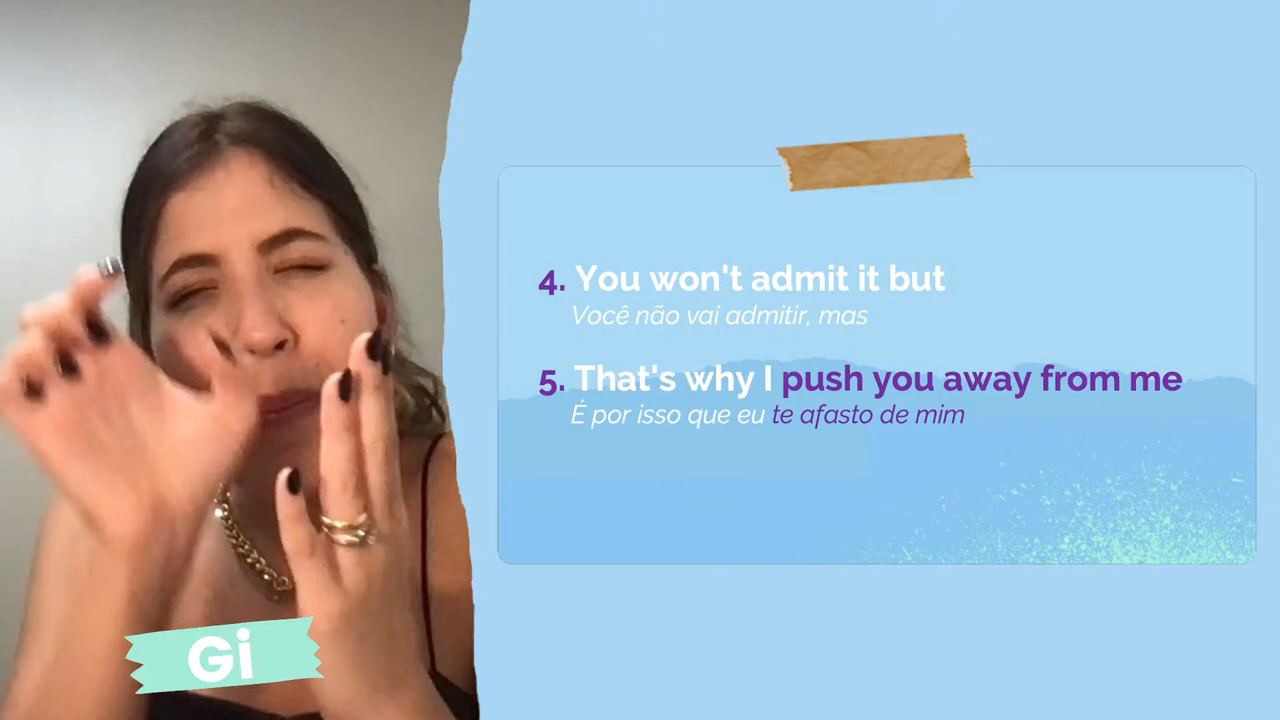 4. You won't admit it but
Você não vai admitir, mas
5. That's why I push you away from me
É por isso que eu te afasto de mim
Gi